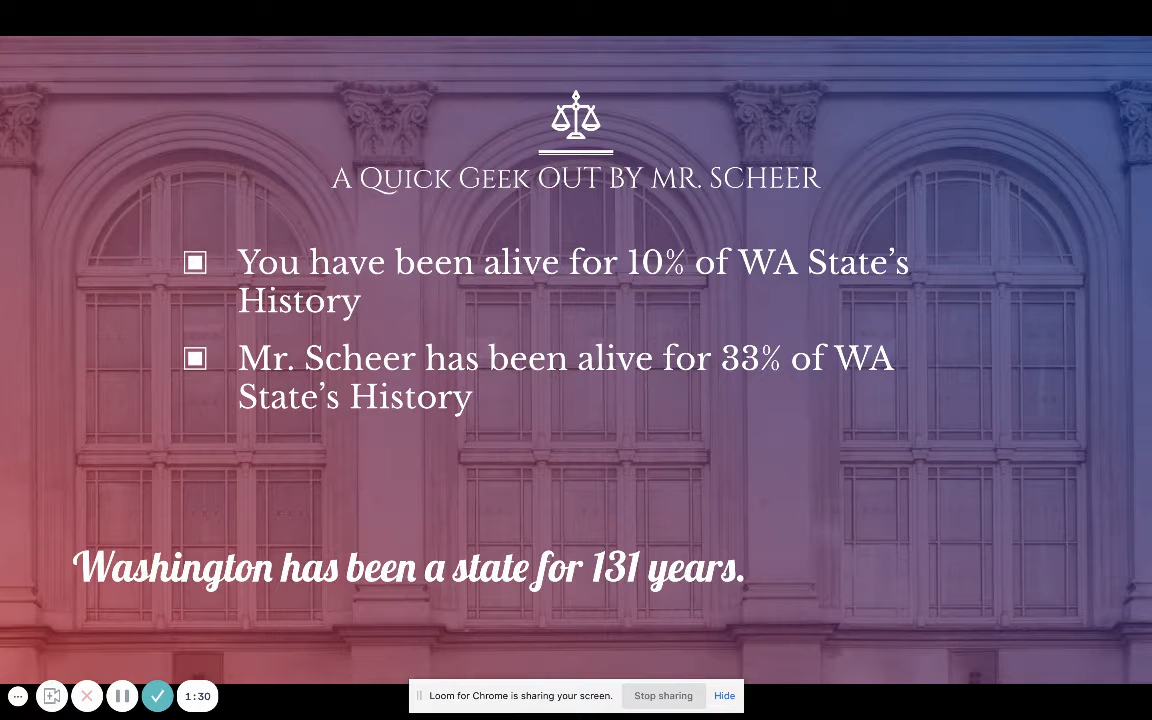 A QUICK GEEK OUT BY MR. SCHEER
You have been alive for 10% of WA State’s
History
Mr. Scheer has been alive for 33% of WA
State’s History
Washington has been a state for 131 years.
1:30
Loom for Chrome is sharing your screen.
Stop sharing
Hide